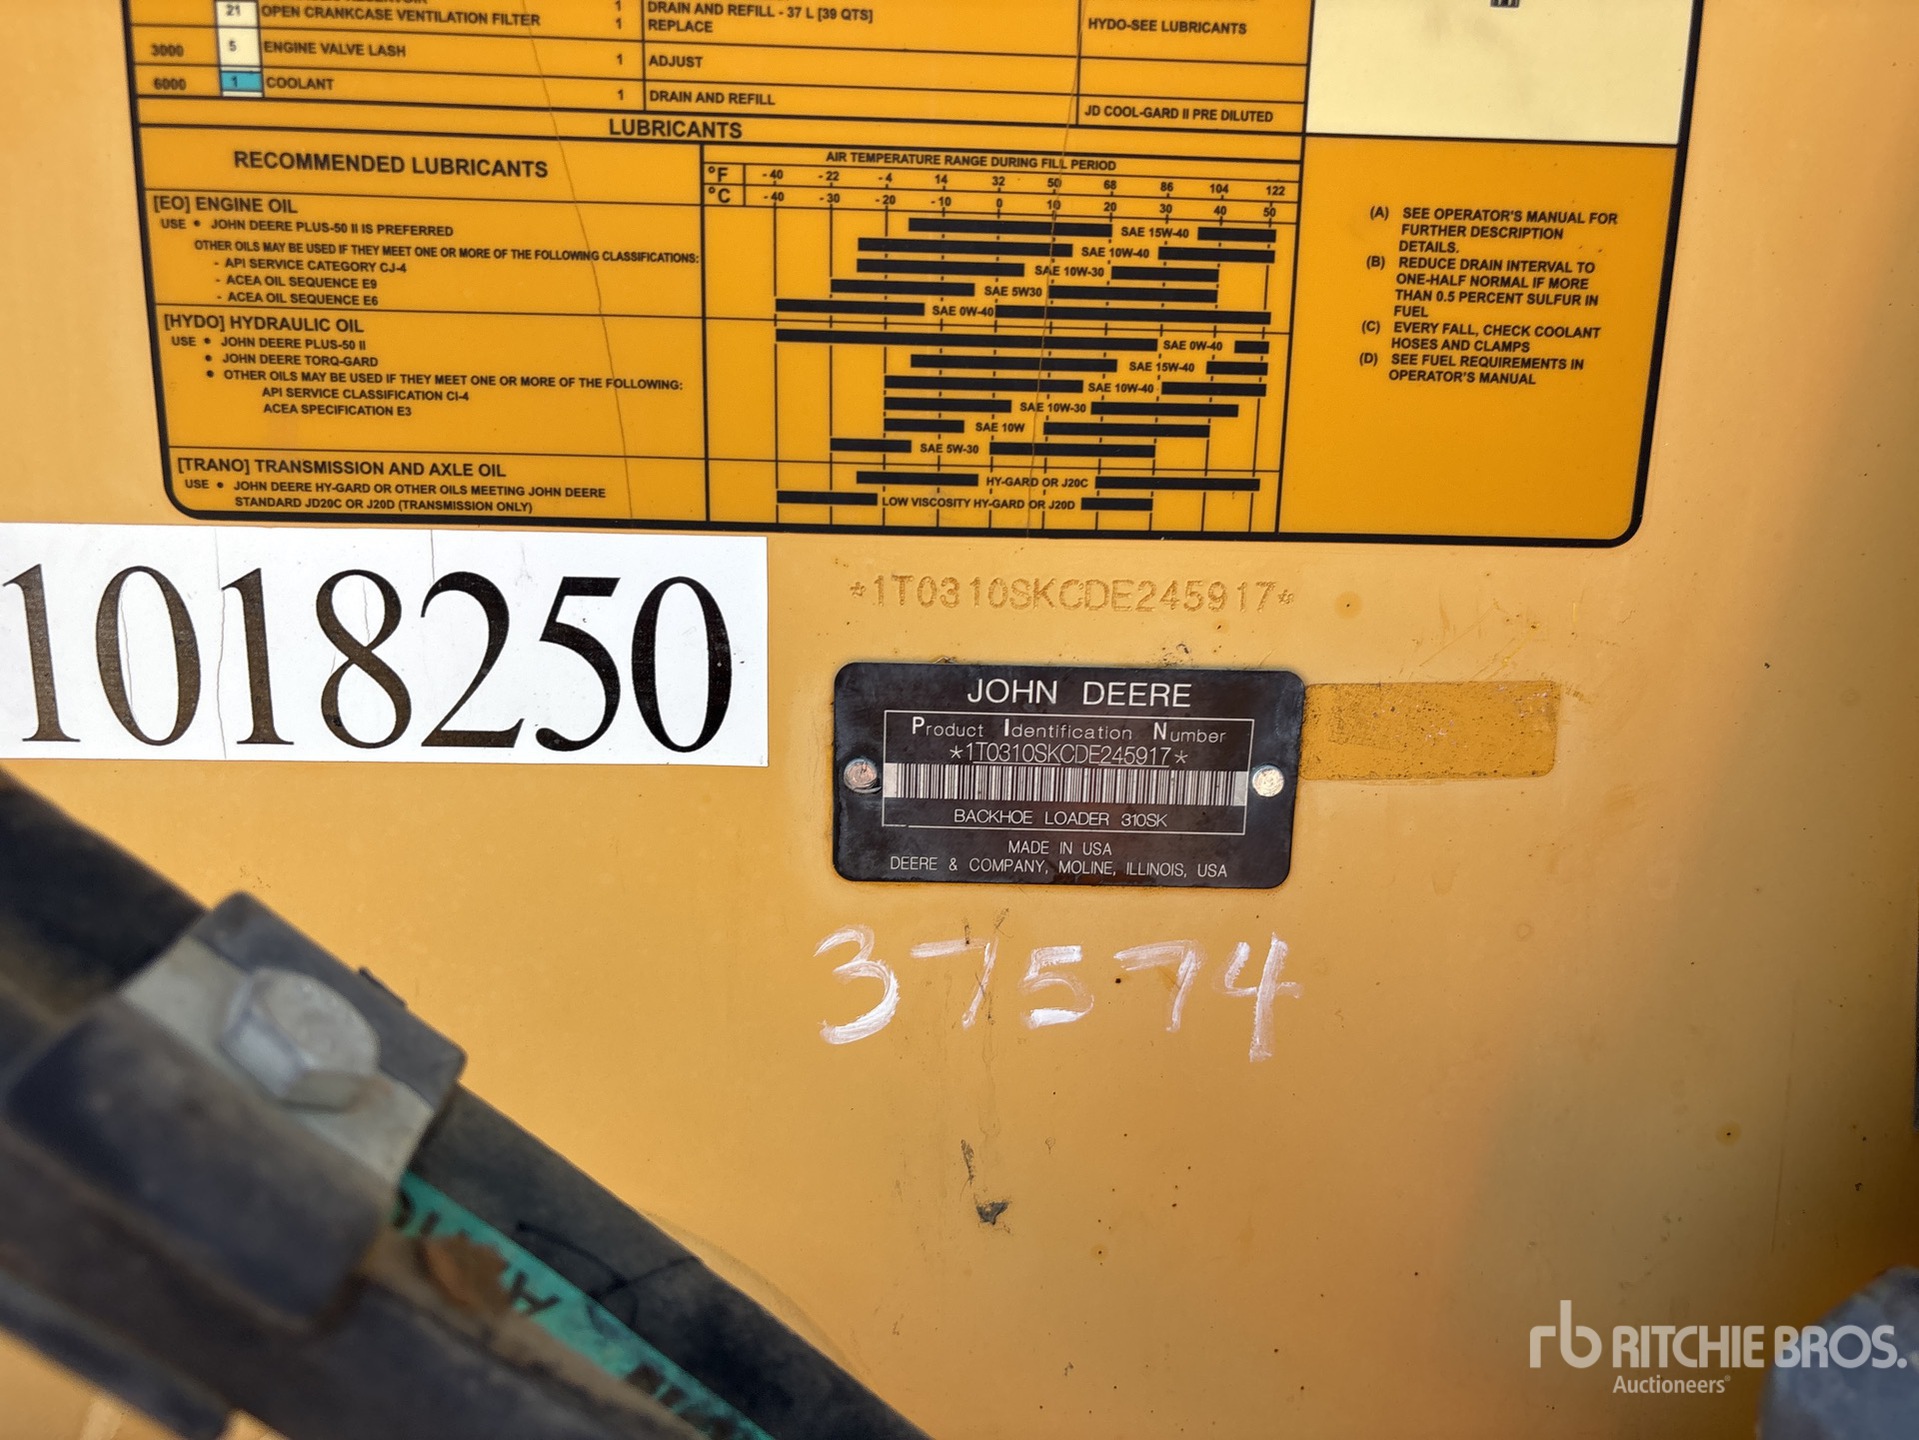 21 OPEN CRANKCASE VENTILATION FILTER 1 DRAIN AND REFILL - 37 L [39 QTS]
1 REPLACE HYDO-SEE LUBRICANTS
3000 5 ENGINE VALVE LASH 1 ADJUST
6000 1 COOLANT 1 DRAIN AND REFILL JD COOL-GARD II PRE DILUTED
LUBRICANTS
RECOMMENDED LUBRICANTS
AIR TEMPERATURE RANGE DURING FILL PERIOD
°F -40 -22 -4 14 32 50 68 86 104 122
°C -40 -30 -20 -10 0 10 20 30 40 50
[EO] ENGINE OIL
USE • JOHN DEERE PLUS-50 II IS PREFERRED
OTHER OILS MAY BE USED IF THEY MEET ONE OR MORE OF THE FOLLOWING CLASSIFICATIONS:
- API SERVICE CATEGORY CJ-4
- ACEA OIL SEQUENCE E9
- ACEA OIL SEQUENCE E6
SAE 15W-40
SAE 10W-40
SAE 10W-30
SAE 5W30
SAE 0W-40
[HYDO] HYDRAULIC OIL
USE • JOHN DEERE PLUS-50 II
• JOHN DEERE TORQ-GARD
• OTHER OILS MAY BE USED IF THEY MEET ONE OR MORE OF THE FOLLOWING:
API SERVICE CLASSIFICATION CI-4
ACEA SPECIFICATION E3
SAE 0W-40
SAE 15W-40
SAE 10W-40
SAE 10W-30
SAE 10W
SAE 5W-30
[TRANO] TRANSMISSION AND AXLE OIL
USE • JOHN DEERE HY-GARD OR OTHER OILS MEETING JOHN DEERE
STANDARD JD20C OR J20D (TRANSMISSION ONLY)
HY-GARD OR J20C
LOW VISCOSITY HY-GARD OR J20D
(A) SEE OPERATOR'S MANUAL FOR
FURTHER DESCRIPTION
DETAILS.
(B) REDUCE DRAIN INTERVAL TO
ONE-HALF NORMAL IF MORE
THAN 0.5 PERCENT SULFUR IN
FUEL
(C) EVERY FALL, CHECK COOLANT
HOSES AND CLAMPS
(D) SEE FUEL REQUIREMENTS IN
OPERATOR'S MANUAL
1018250
*1T0310SKCDE245917*
JOHN DEERE
Product Identification Number
*1T0310SKCDE245917*
BACKHOE LOADER 310SK
MADE IN USA
DEERE & COMPANY, MOLINE, ILLINOIS, USA
37574
rb RITCHIE BROS.
Auctioneers®